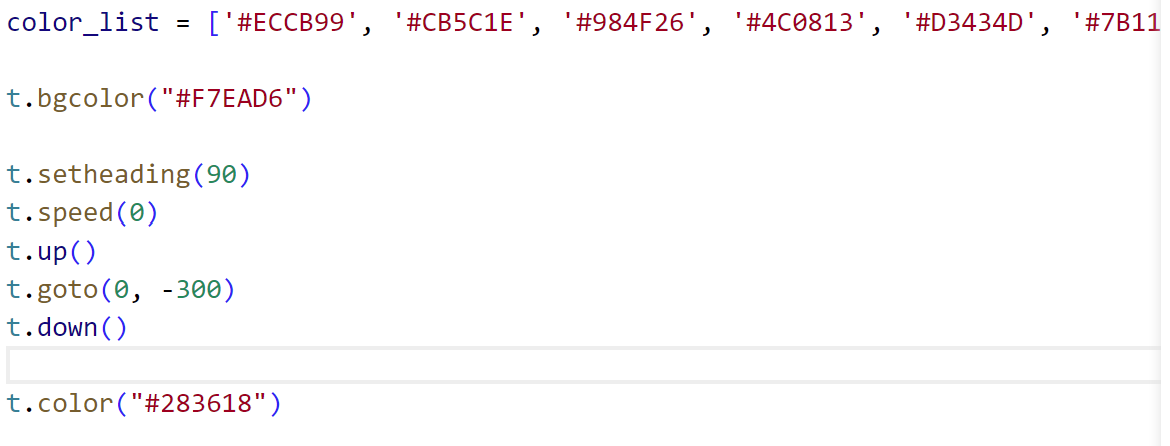 color_list = ['#ECCB99', '#CB5C1E', '#984F26', '#4C0813', '#D3434D', '#7B11
t.bgcolor("#F7EAD6")
t.setheading(90)
t.speed(0)
t.up()
t.goto(0, -300)
t.down()
t.color("#283618")